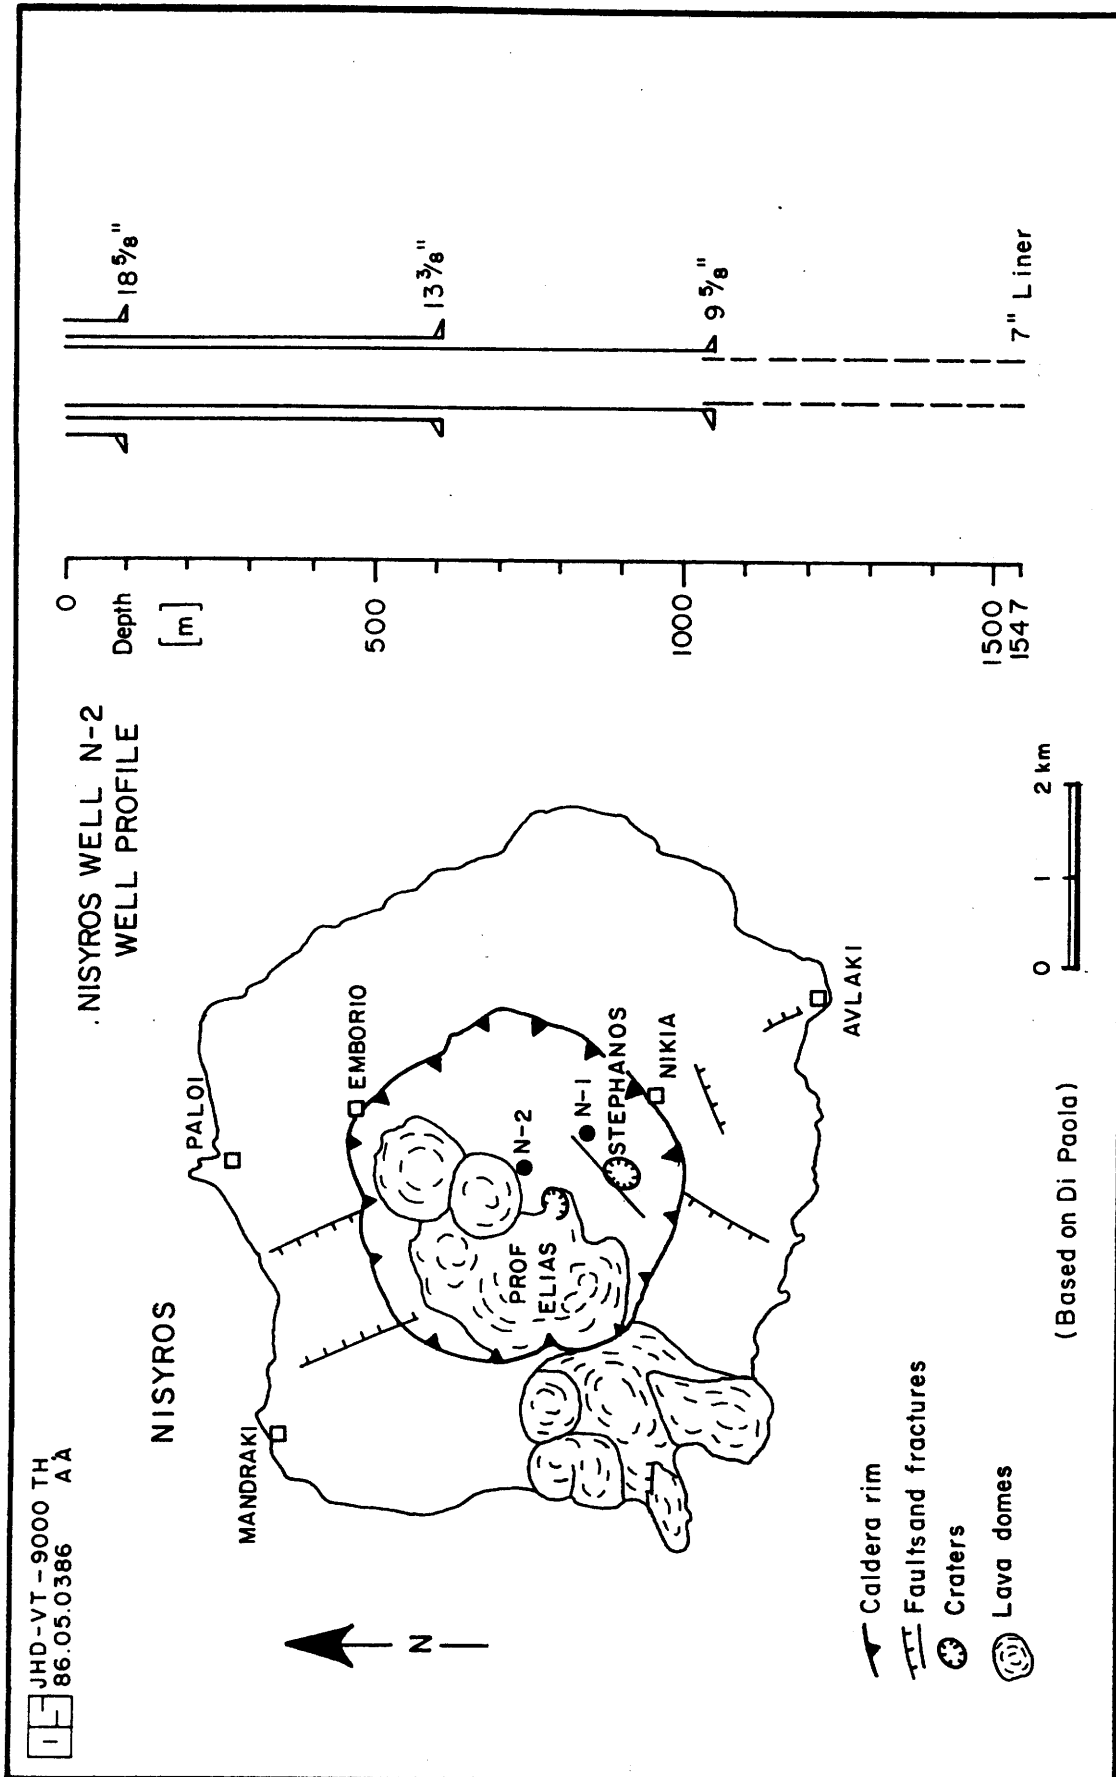 JHD-VT-9000 TH
86.05.0386 AÁ
NISYROS
MANDRAKI
PALOI
EMBORIO
N-2
N-1
STEPHANOS
NIKIA
PROF
ELIAS
AVLAKI
N
Caldera rim
Faults and fractures
Craters
Lava domes
(Based on Di Paola)
0 1 2 km
NISYROS WELL N-2
WELL PROFILE
0
Depth
[m]
500
1000
1500
1547
18 5/8"
13 3/8"
9 5/8"
7" Liner